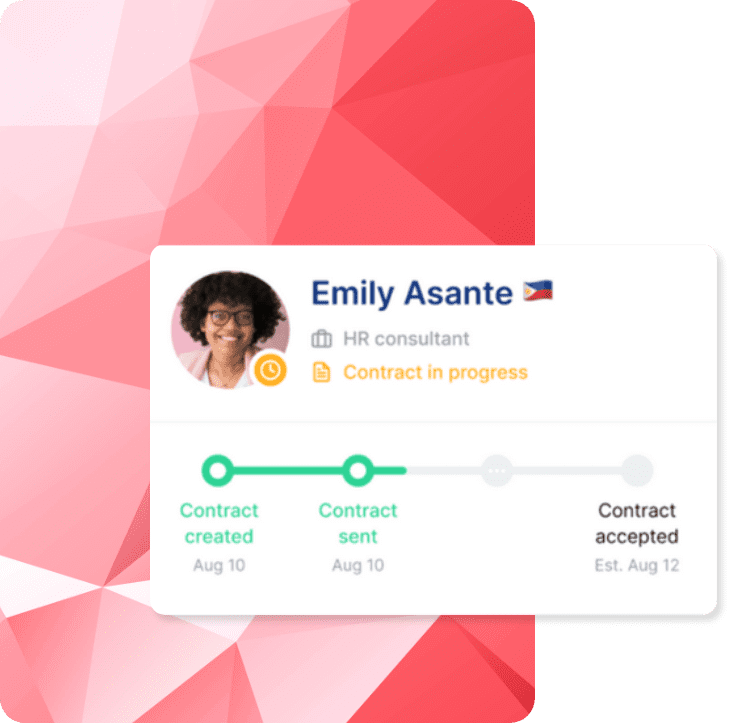 Emily Asante 🇵🇭
HR consultant
Contract in progress
Contract created
Aug 10
Contract sent
Aug 10
Contract accepted
Est. Aug 12